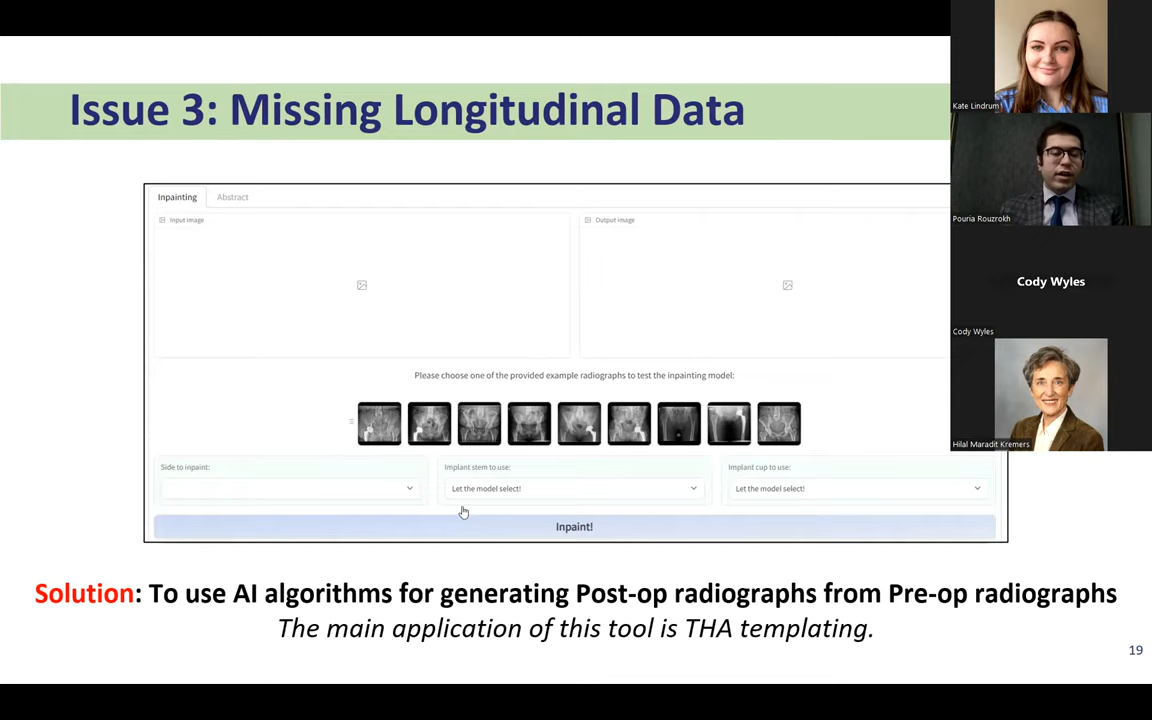 Issue 3: Missing Longitudinal Data
Inpainting
Abstract
Input image
Output image
Please choose one of the provided example radiographs to test the inpainting model:
Side to inpaint:
Implant stem to use:
Let the model select!
Implant cup to use:
Let the model select!
Inpaint!
Solution: To use AI algorithms for generating Post-op radiographs from Pre-op radiographs
The main application of this tool is THA templating.
19
Kate Lindrum
Pouria Rouzrokh
Cody Wyles
Cody Wyles
Hilal Maradit Kremers